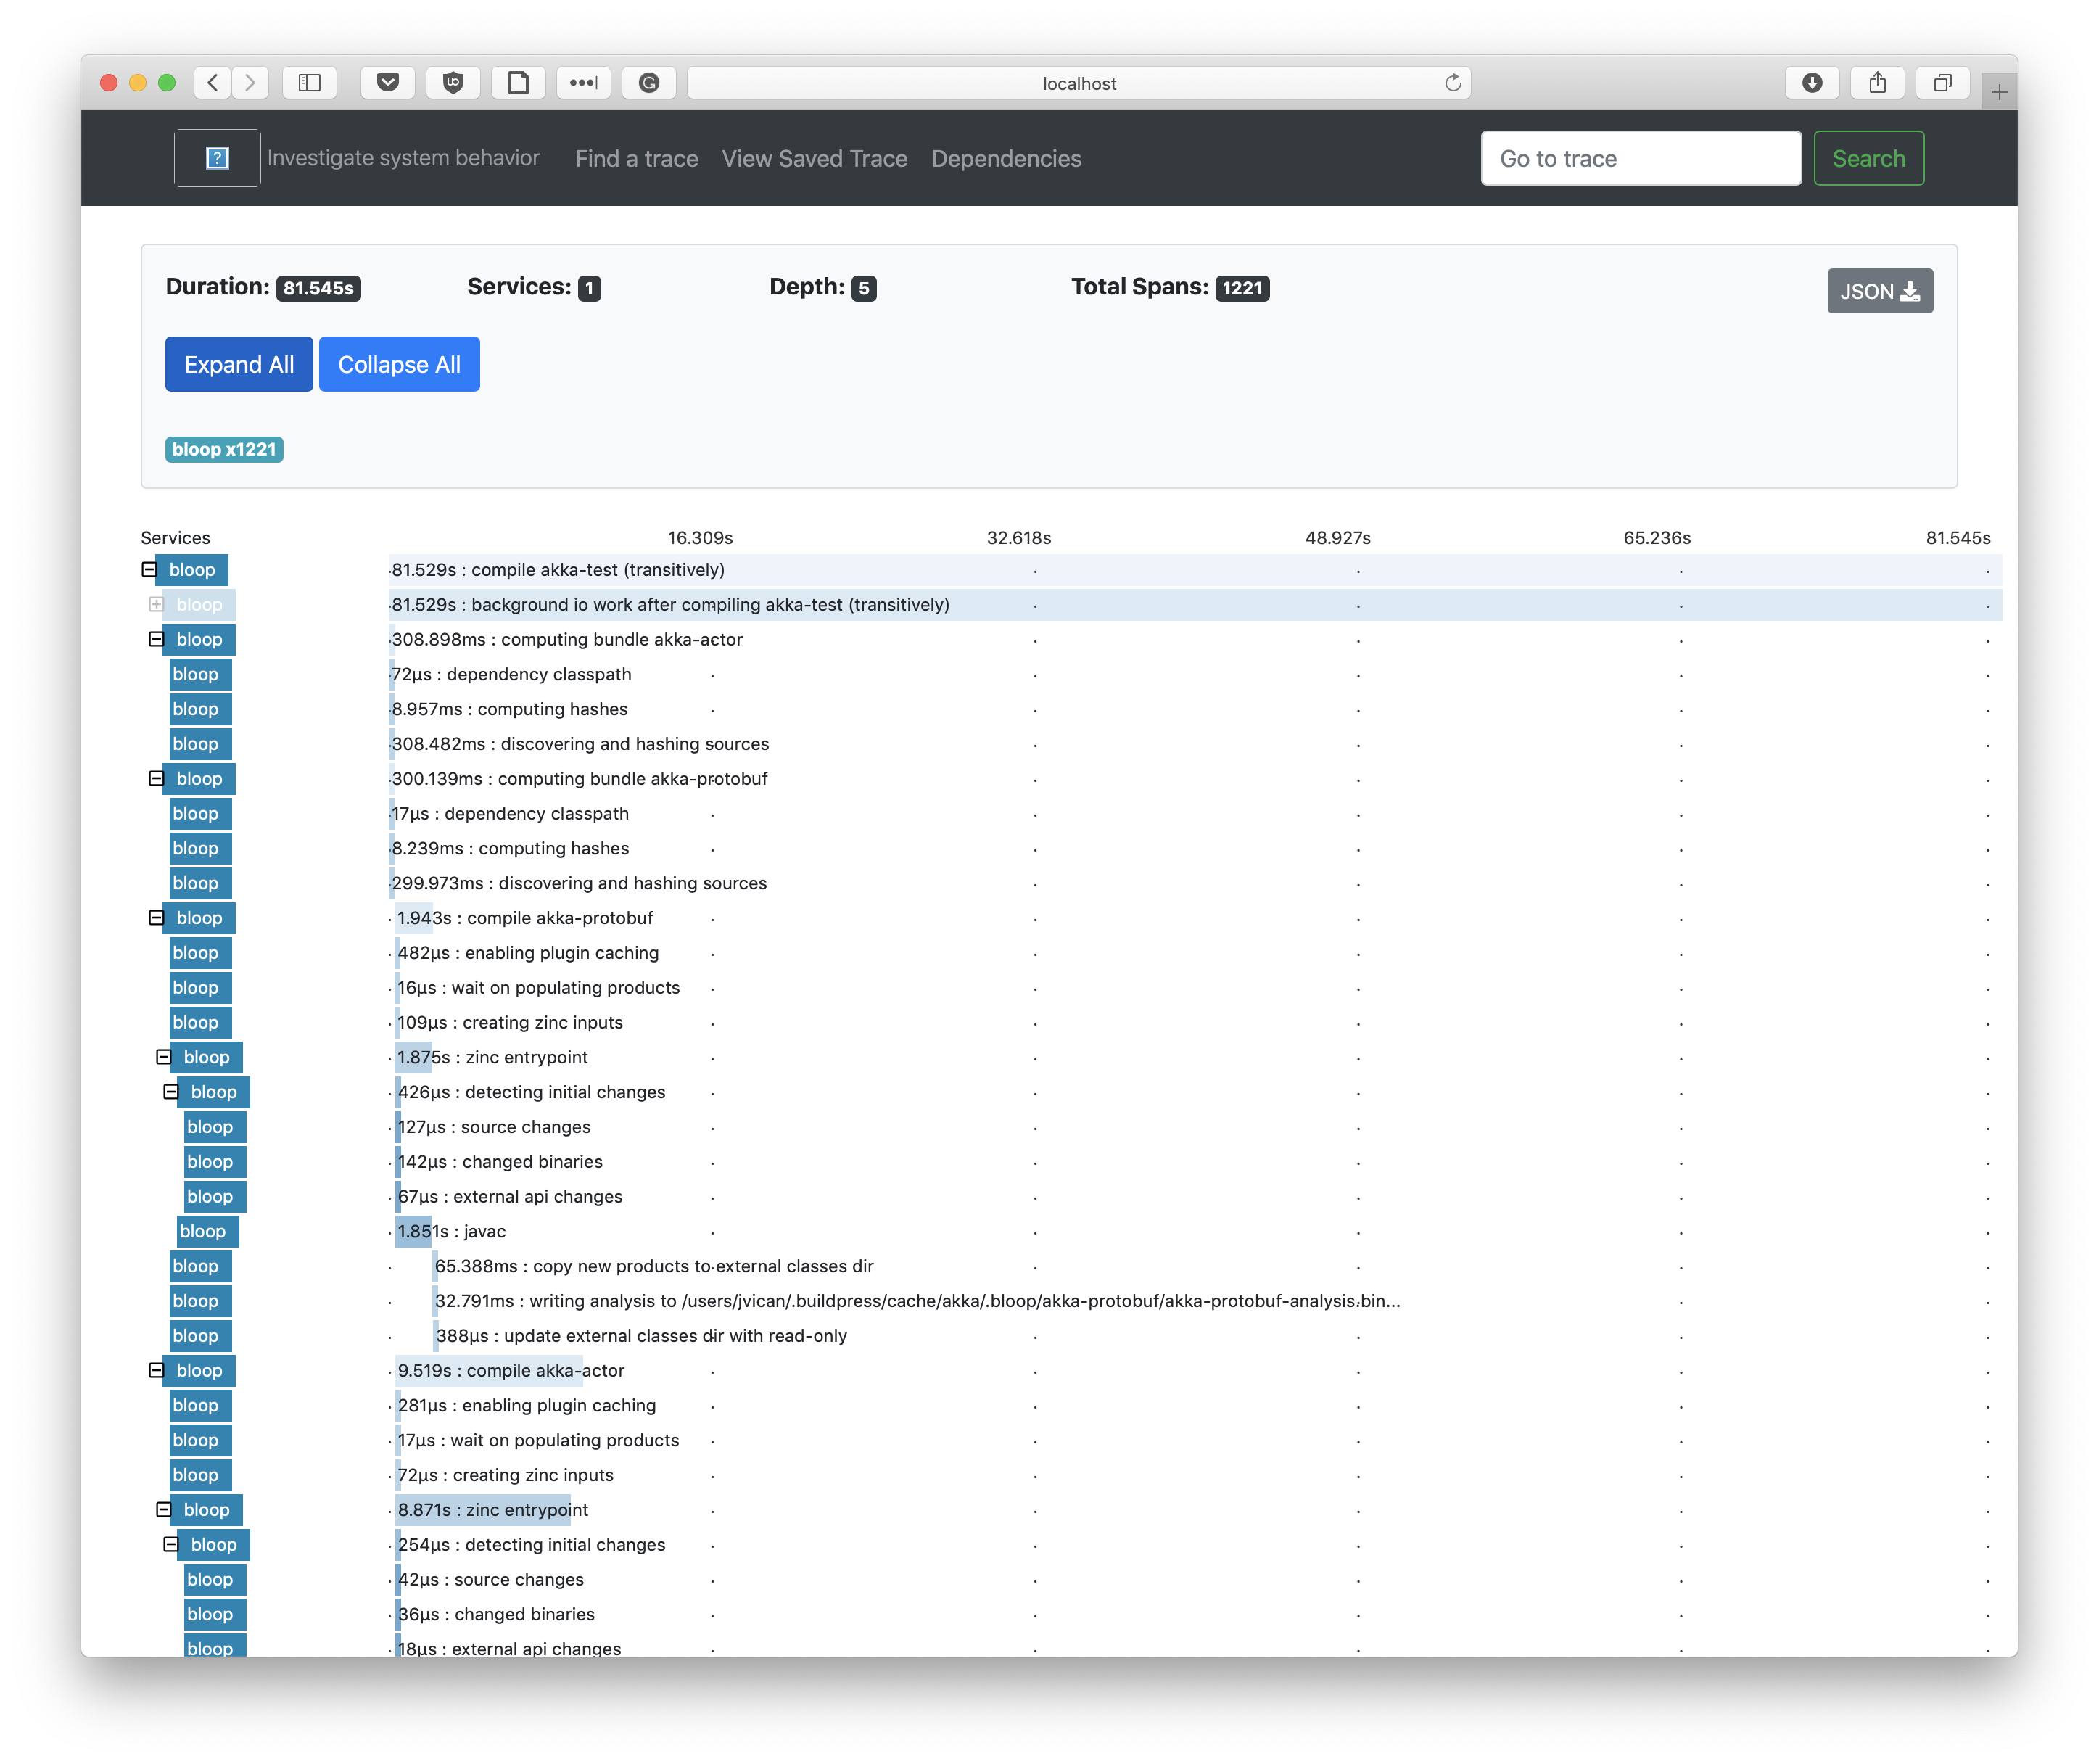 localhost
Investigate system behavior Find a trace View Saved Trace Dependencies Go to trace Search
Duration: 81.545s Services: 1 Depth: 5 Total Spans: 1221 JSON
Expand All Collapse All
bloop x1221
Services 16.309s 32.618s 48.927s 65.236s 81.545s
bloop 81.529s : compile akka-test (transitively)
bloop 81.529s : background io work after compiling akka-test (transitively)
bloop 308.898ms : computing bundle akka-actor
bloop 72μs : dependency classpath
bloop 8.957ms : computing hashes
bloop 308.482ms : discovering and hashing sources
bloop 300.139ms : computing bundle akka-protobuf
bloop 17μs : dependency classpath
bloop 8.239ms : computing hashes
bloop 299.973ms : discovering and hashing sources
bloop 1.943s : compile akka-protobuf
bloop 482μs : enabling plugin caching
bloop 16μs : wait on populating products
bloop 109μs : creating zinc inputs
bloop 1.875s : zinc entrypoint
bloop 426μs : detecting initial changes
bloop 127μs : source changes
bloop 142μs : changed binaries
bloop 67μs : external api changes
bloop 1.851s : javac
bloop 65.388ms : copy new products to external classes dir
bloop 32.791ms : writing analysis to /users/jvican/.buildpress/cache/akka/.bloop/akka-protobuf/akka-protobuf-analysis.bin...
bloop 388μs : update external classes dir with read-only
bloop 9.519s : compile akka-actor
bloop 281μs : enabling plugin caching
bloop 17μs : wait on populating products
bloop 72μs : creating zinc inputs
bloop 8.871s : zinc entrypoint
bloop 254μs : detecting initial changes
bloop 42μs : source changes
bloop 36μs : changed binaries
bloop 18μs : external api changes